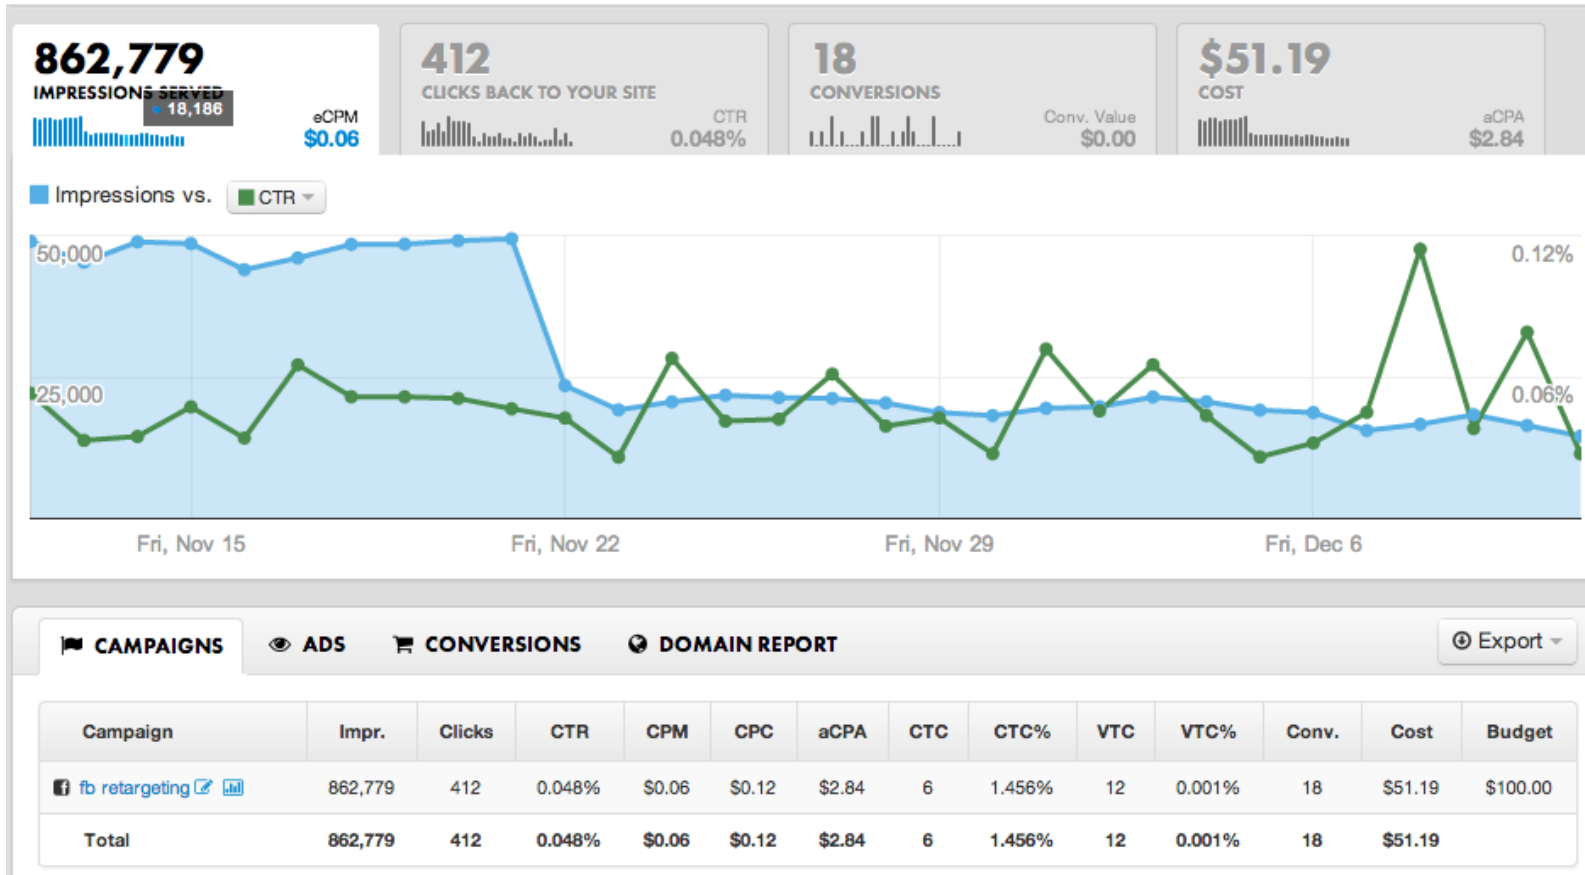 862,779
IMPRESSIONS SERVED
18,186
eCPM
$0.06
412
CLICKS BACK TO YOUR SITE
CTR
0.048%
18
CONVERSIONS
Conv. Value
$0.00
$51.19
COST
aCPA
$2.84
Impressions vs. CTR
50,000 0.12%
25,000 0.06%
Fri, Nov 15 Fri, Nov 22 Fri, Nov 29 Fri, Dec 6
CAMPAIGNS ADS CONVERSIONS DOMAIN REPORT Export
Campaign Impr. Clicks CTR CPM CPC aCPA CTC CTC% VTC VTC% Conv. Cost Budget
fb retargeting 862,779 412 0.048% $0.06 $0.12 $2.84 6 1.456% 12 0.001% 18 $51.19 $100.00
Total 862,779 412 0.048% $0.06 $0.12 $2.84 6 1.456% 12 0.001% 18 $51.19